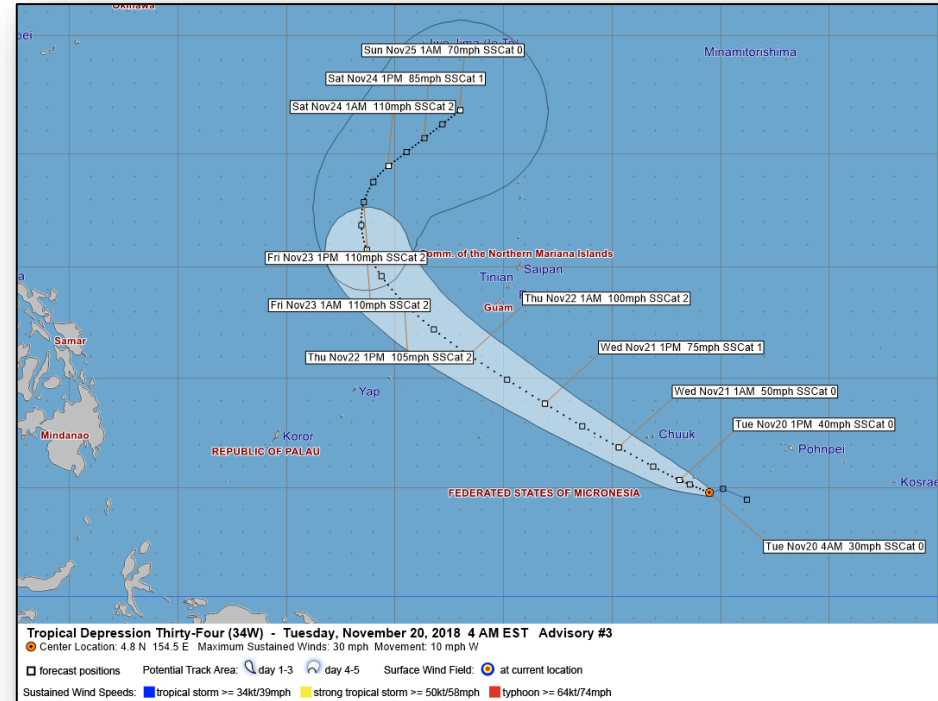 Okinawa
Iwo Jima (Io To)
Sun Nov25 1AM 70mph SSCat 0
Minamitorishima
Sat Nov24 1PM 85mph SSCat 1
Sat Nov24 1AM 110mph SSCat 2
Fri Nov23 1PM 110mph SSCat 2
Comm. of the Northern Mariana Islands
Saipan
Tinian
Fri Nov23 1AM 110mph SSCat 2
Guam
Thu Nov22 1AM 100mph SSCat 2
Samar
Thu Nov22 1PM 105mph SSCat 2
Wed Nov21 1PM 75mph SSCat 1
Yap
Wed Nov21 1AM 50mph SSCat 0
Tue Nov20 1PM 40mph SSCat 0
Mindanao
Koror
Chuuk
Pohnpei
REPUBLIC OF PALAU
Kosrae
FEDERATED STATES OF MICRONESIA
Tue Nov20 4AM 30mph SSCat 0
Tropical Depression Thirty-Four (34W) - Tuesday, November 20, 2018 4 AM EST Advisory #3
Center Location: 4.8 N 154.5 E Maximum Sustained Winds: 30 mph Movement: 10 mph W
forecast positions Potential Track Area: day 1-3 day 4-5 Surface Wind Field: at current location
Sustained Wind Speeds: tropical storm >= 34kt/39mph strong tropical storm >= 50kt/58mph typhoon >= 64kt/74mph